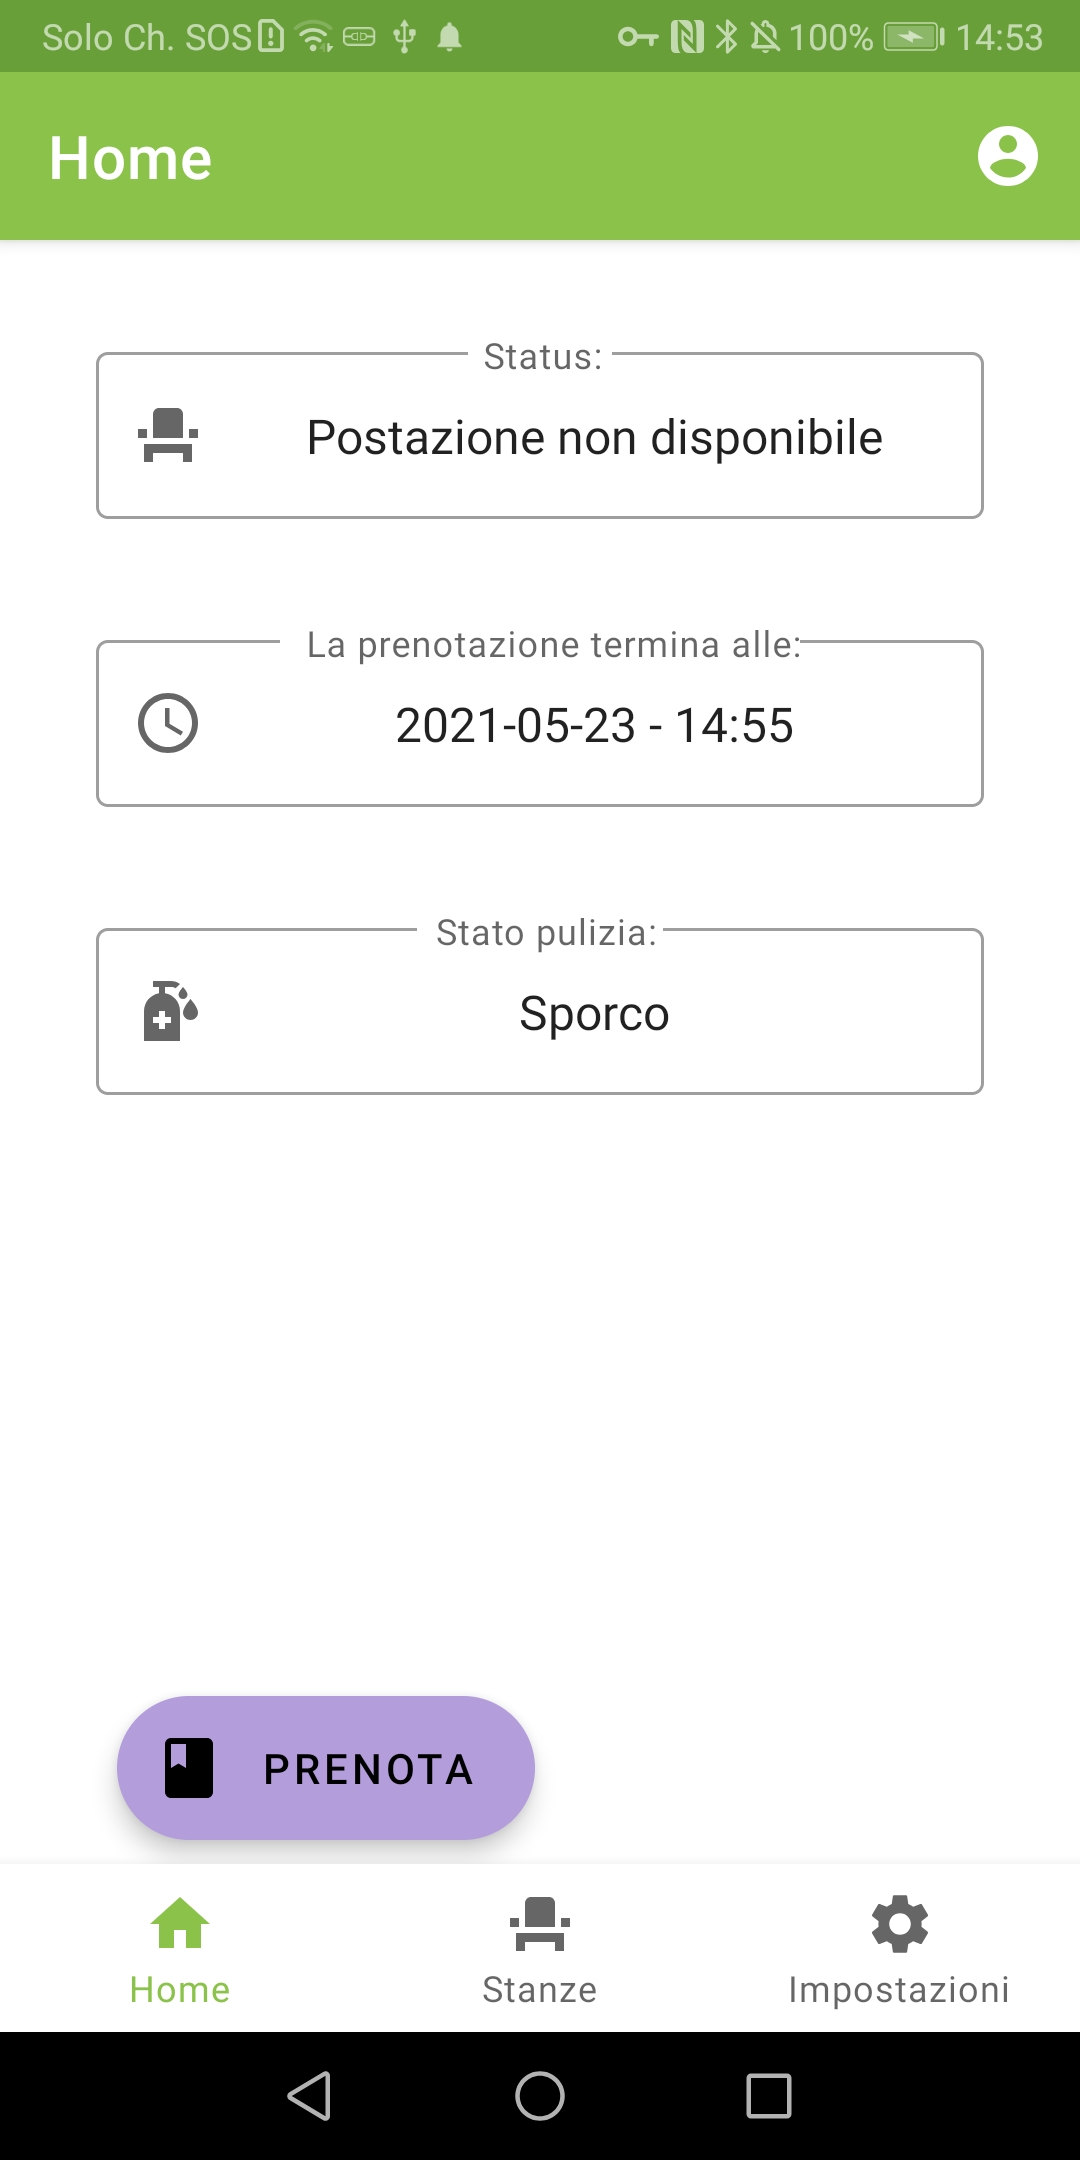 Solo Ch. SOS 100% 14:53
Home
Status:
Postazione non disponibile
La prenotazione termina alle:
2021-05-23 - 14:55
Stato pulizia:
Sporco
PRENOTA
Home Stanze Impostazioni